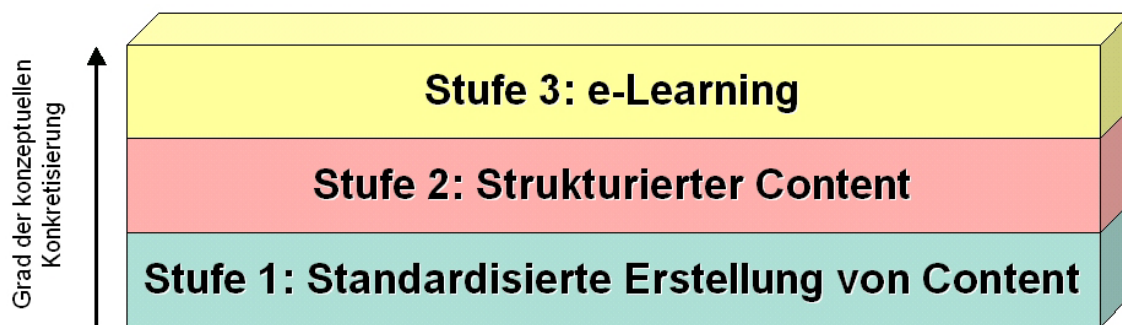 Grad der konzeptuellen
Konkretisierung
Stufe 3: e-Learning
Stufe 2: Strukturierter Content
Stufe 1: Standardisierte Erstellung von Content